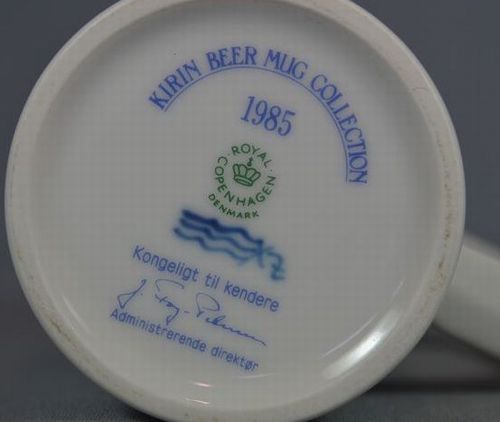 KIRIN BEER MUG COLLECTION
1985
ROYAL
COPENHAGEN
DENMARK
Kongeligt til kendere
Administrerende direktør